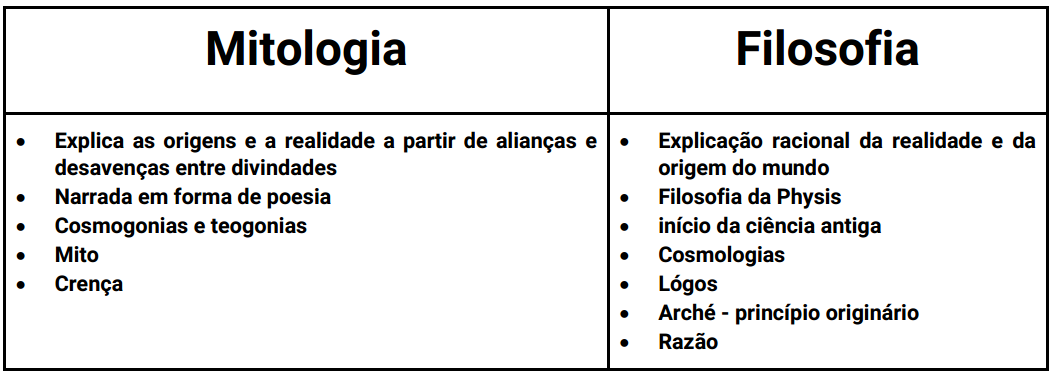 Mitologia
Filosofia
• Explica as origens e a realidade a partir de alianças e
desavenças entre divindades
• Narrada em forma de poesia
• Cosmogonias e teogonias
• Mito
• Crença
• Explicação racional da realidade e da
origem do mundo
• Filosofia da Physis
• início da ciência antiga
• Cosmologias
• Lógos
• Arché - princípio originário
• Razão